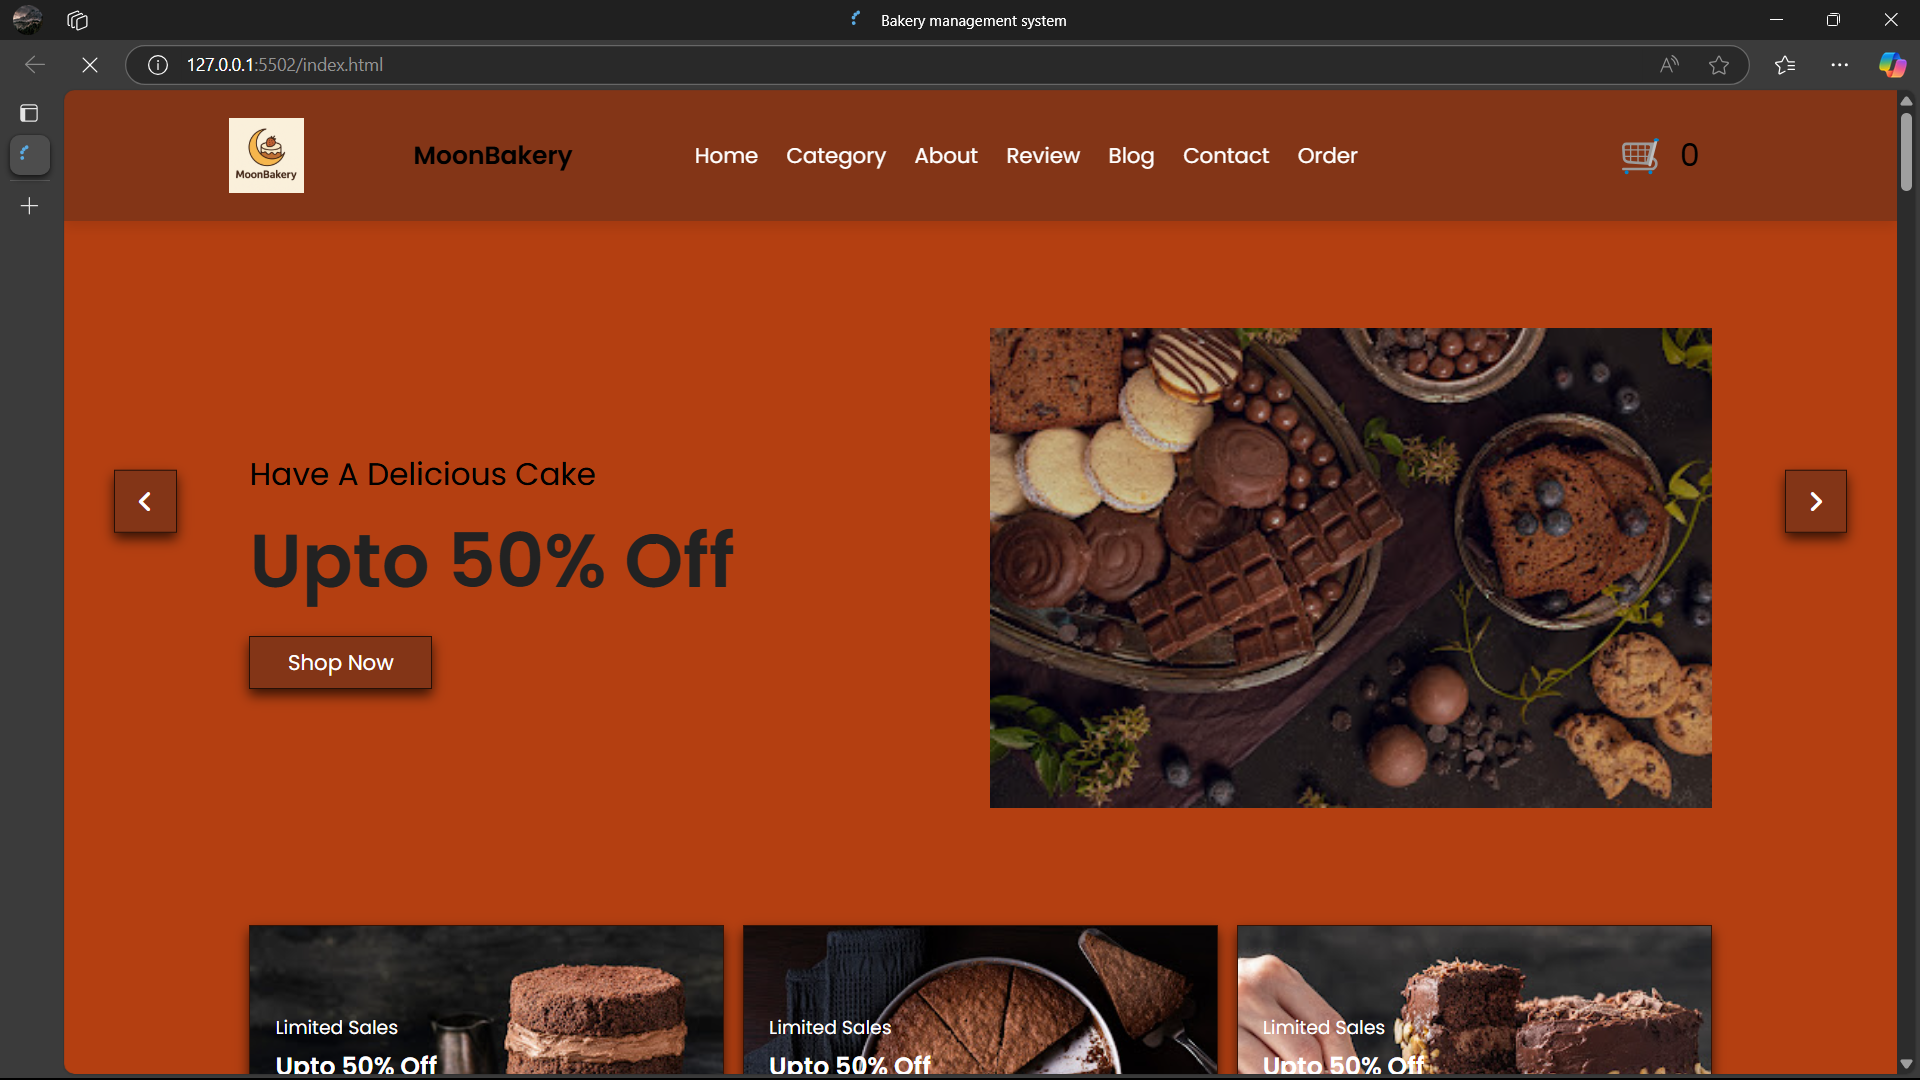 Bakery management system
127.0.0.1:5502/index.html
MoonBakery
MoonBakery
Home Category About Review Blog Contact Order
0
Have A Delicious Cake
Upto 50% Off
Shop Now
Limited Sales
Upto 50% Off
Limited Sales
Upto 50% Off
Limited Sales
Upto 50% Off